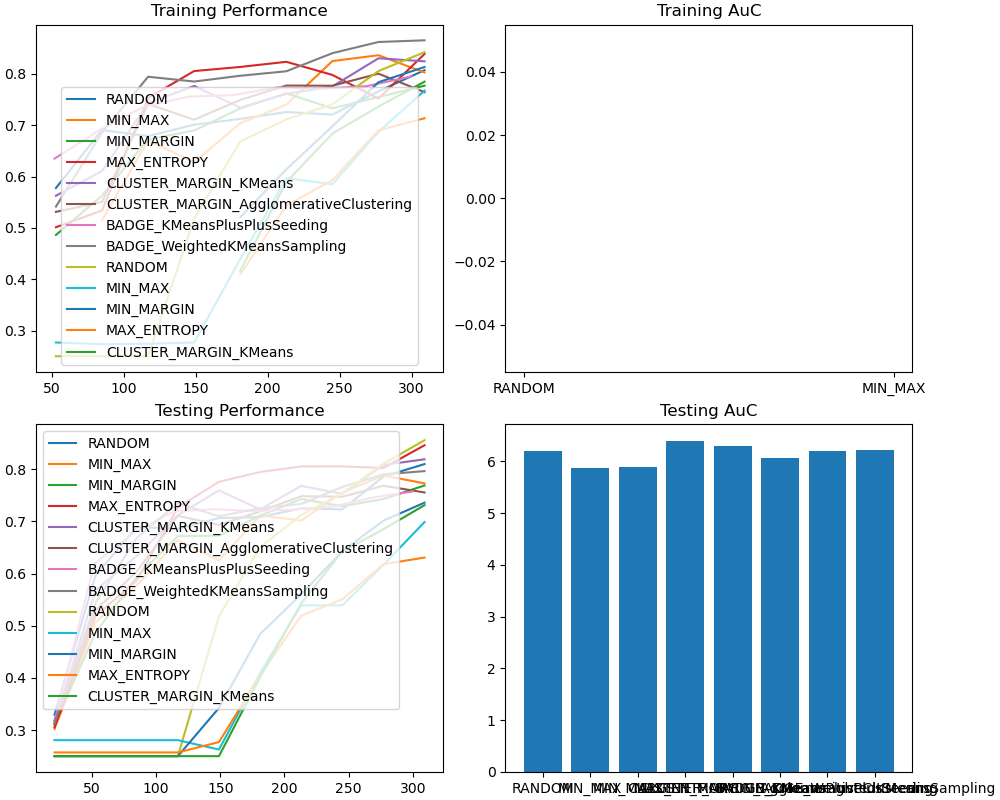 Training Performance
0.8
0.7
0.6
0.5
0.4
0.3
RANDOM
MIN_MAX
MIN_MARGIN
MAX_ENTROPY
CLUSTER_MARGIN_KMeans
CLUSTER_MARGIN_AgglomerativeClustering
BADGE_KMeansPlusPlusSeeding
BADGE_WeightedKMeansSampling
RANDOM
MIN_MAX
MIN_MARGIN
MAX_ENTROPY
CLUSTER_MARGIN_KMeans
50 100 150 200 250 300
Training AuC
0.04
0.02
0.00
−0.02
−0.04
RANDOM MIN_MAX
Testing Performance
0.8
0.7
0.6
0.5
0.4
0.3
RANDOM
MIN_MAX
MIN_MARGIN
MAX_ENTROPY
CLUSTER_MARGIN_KMeans
CLUSTER_MARGIN_AgglomerativeClustering
BADGE_KMeansPlusPlusSeeding
BADGE_WeightedKMeansSampling
RANDOM
MIN_MAX
MIN_MARGIN
MAX_ENTROPY
CLUSTER_MARGIN_KMeans
50 100 150 200 250 300
Testing AuC
6
5
4
3
2
1
0
RANDOM